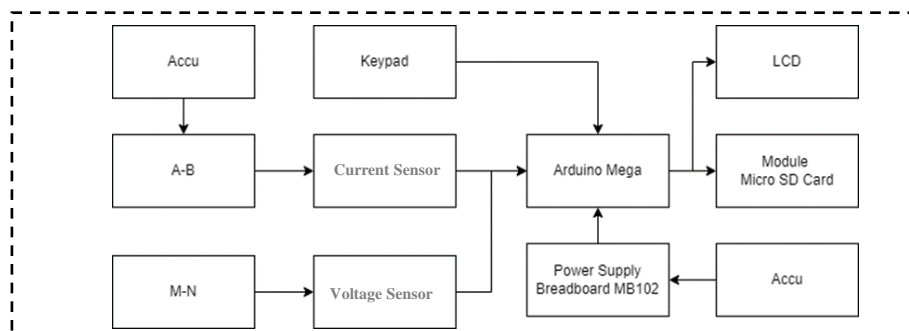 Accu
Keypad
LCD
A-B
Current Sensor
Arduino Mega
Module
Micro SD Card
M-N
Voltage Sensor
Power Supply
Breadboard MB102
Accu